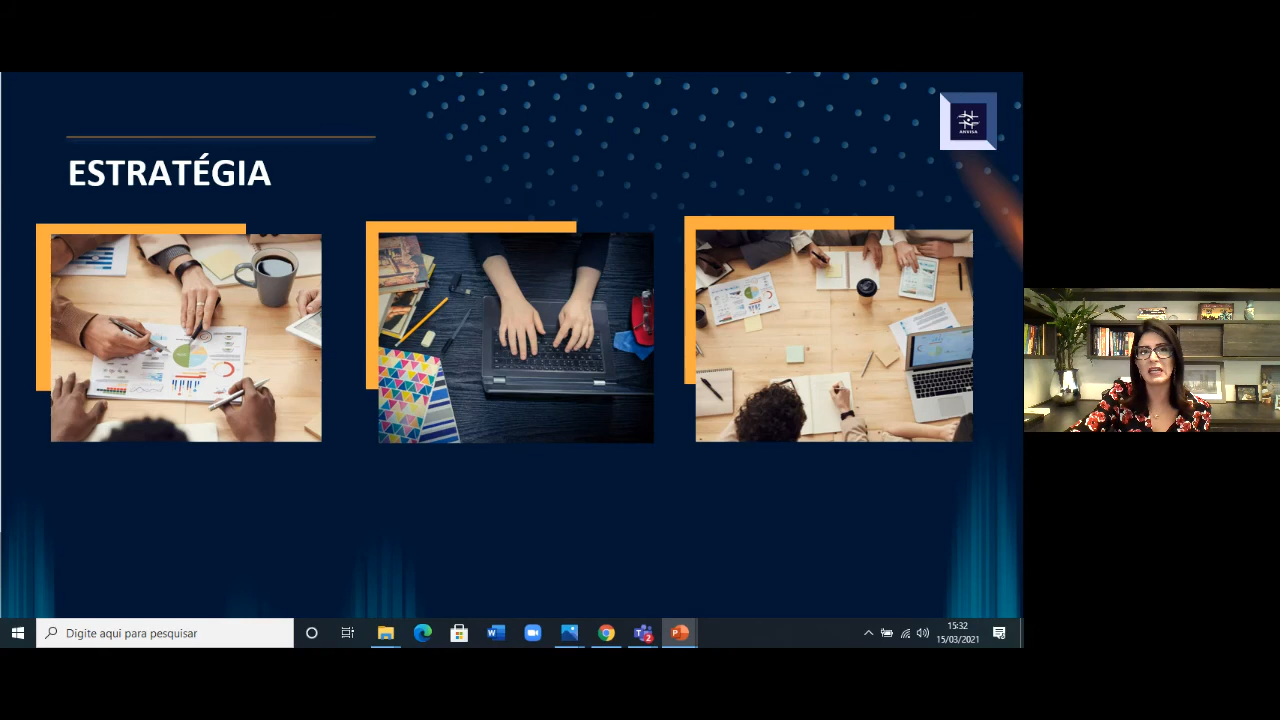 ANVISA
ESTRATÉGIA
Digite aqui para pesquisar
15:32
15/03/2021